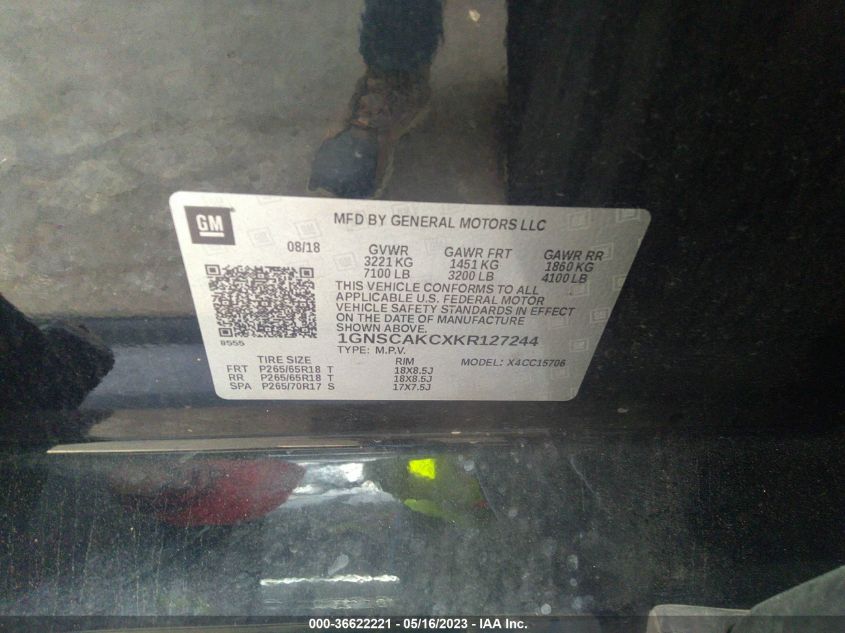 GM
MFD BY GENERAL MOTORS LLC
08/18
GVWR GAWR FRT GAWR RR
3221 KG 1451 KG 1860 KG
7100 LB 3200 LB 4100 LB
THIS VEHICLE CONFORMS TO ALL
APPLICABLE U.S. FEDERAL MOTOR
VEHICLE SAFETY STANDARDS IN EFFECT
ON THE DATE OF MANUFACTURE
SHOWN ABOVE.
8555
1GNSCAKCXKR127244
TYPE: M.P.V. MODEL: X4CC15706
TIRE SIZE RIM
FRT P265/65R18 T 18X8.5J
RR P265/65R18 T 18X8.5J
SPA P265/70R17 S 17X7.5J
000-36622221 - 05/16/2023 - IAA Inc.